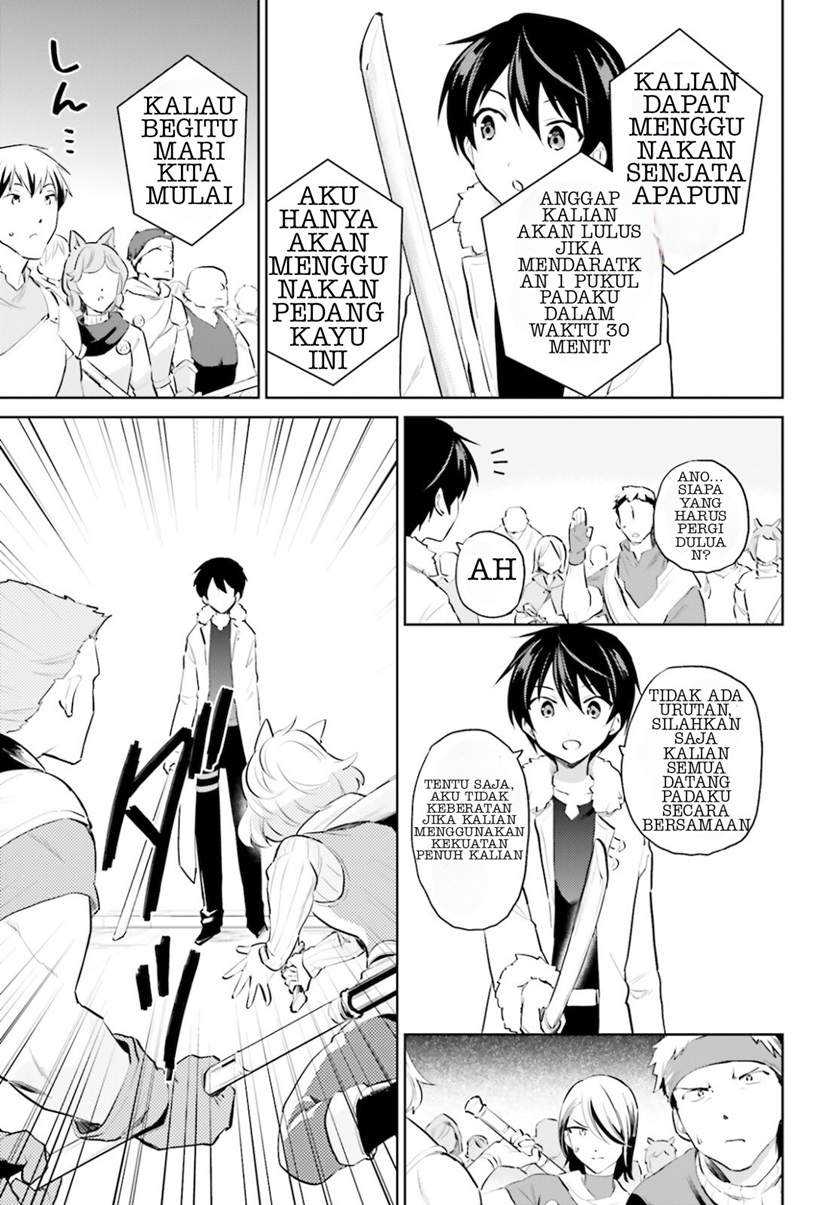 KALIAN
DAPAT
MENGGU
NAKAN
SENJATA
APAPUN
ANGGAP
KALIAN
AKAN LULUS
JIKA
MENDARATK
AN 1 PUKUL
PADAKU
DALAM
WAKTU 30
MENIT
AKU
HANYA
AKAN
MENGGU
NAKAN
PEDANG
KAYU
INI
KALAU
BEGITU
MARI
KITA
MULAI
しん…
ANO...
SIAPA
YANG
HARUS
PERGI
DULUA
N?
AH
TIDAK ADA
URUTAN,
SILAHKAN
SAJA
KALIAN
SEMUA
DATANG
PADAKU
SECARA
BERSAMAAN
TENTU SAJA,
AKU TIDAK
KEBERATAN
JIKA KALIAN
MENGGUNAKAN
KEKUATAN
PENUH KALIAN